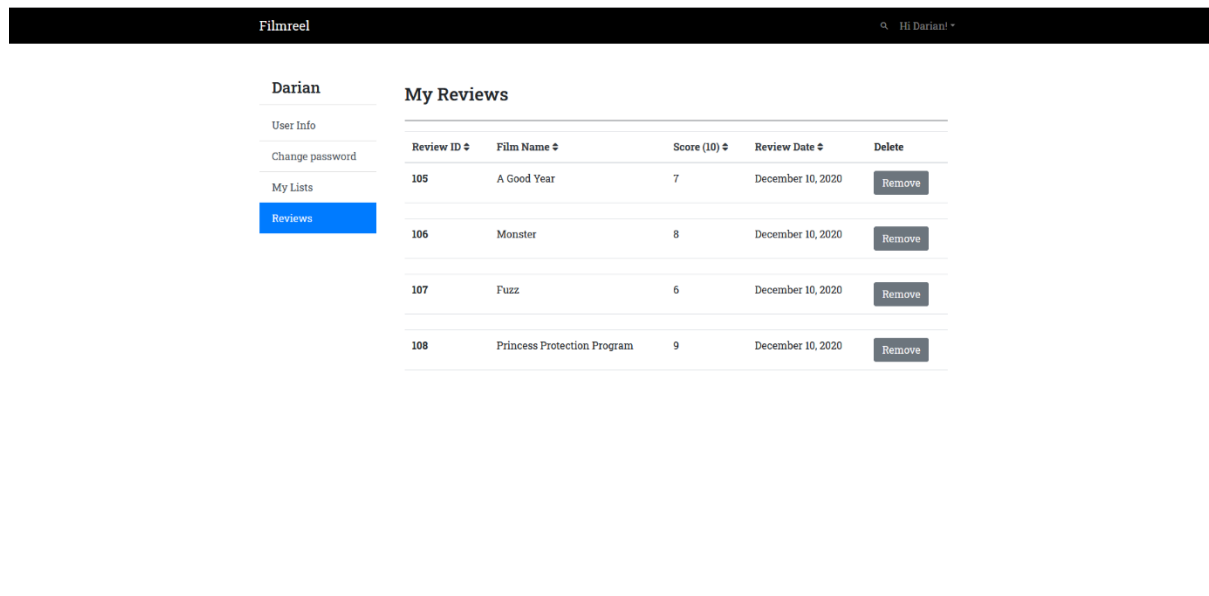 Filmreel Hi Darian!
Darian
User Info
Change password
My Lists
Reviews
My Reviews
Review ID Film Name Score (10) Review Date Delete
105 A Good Year 7 December 10, 2020 Remove
106 Monster 8 December 10, 2020 Remove
107 Fuzz 6 December 10, 2020 Remove
108 Princess Protection Program 9 December 10, 2020 Remove